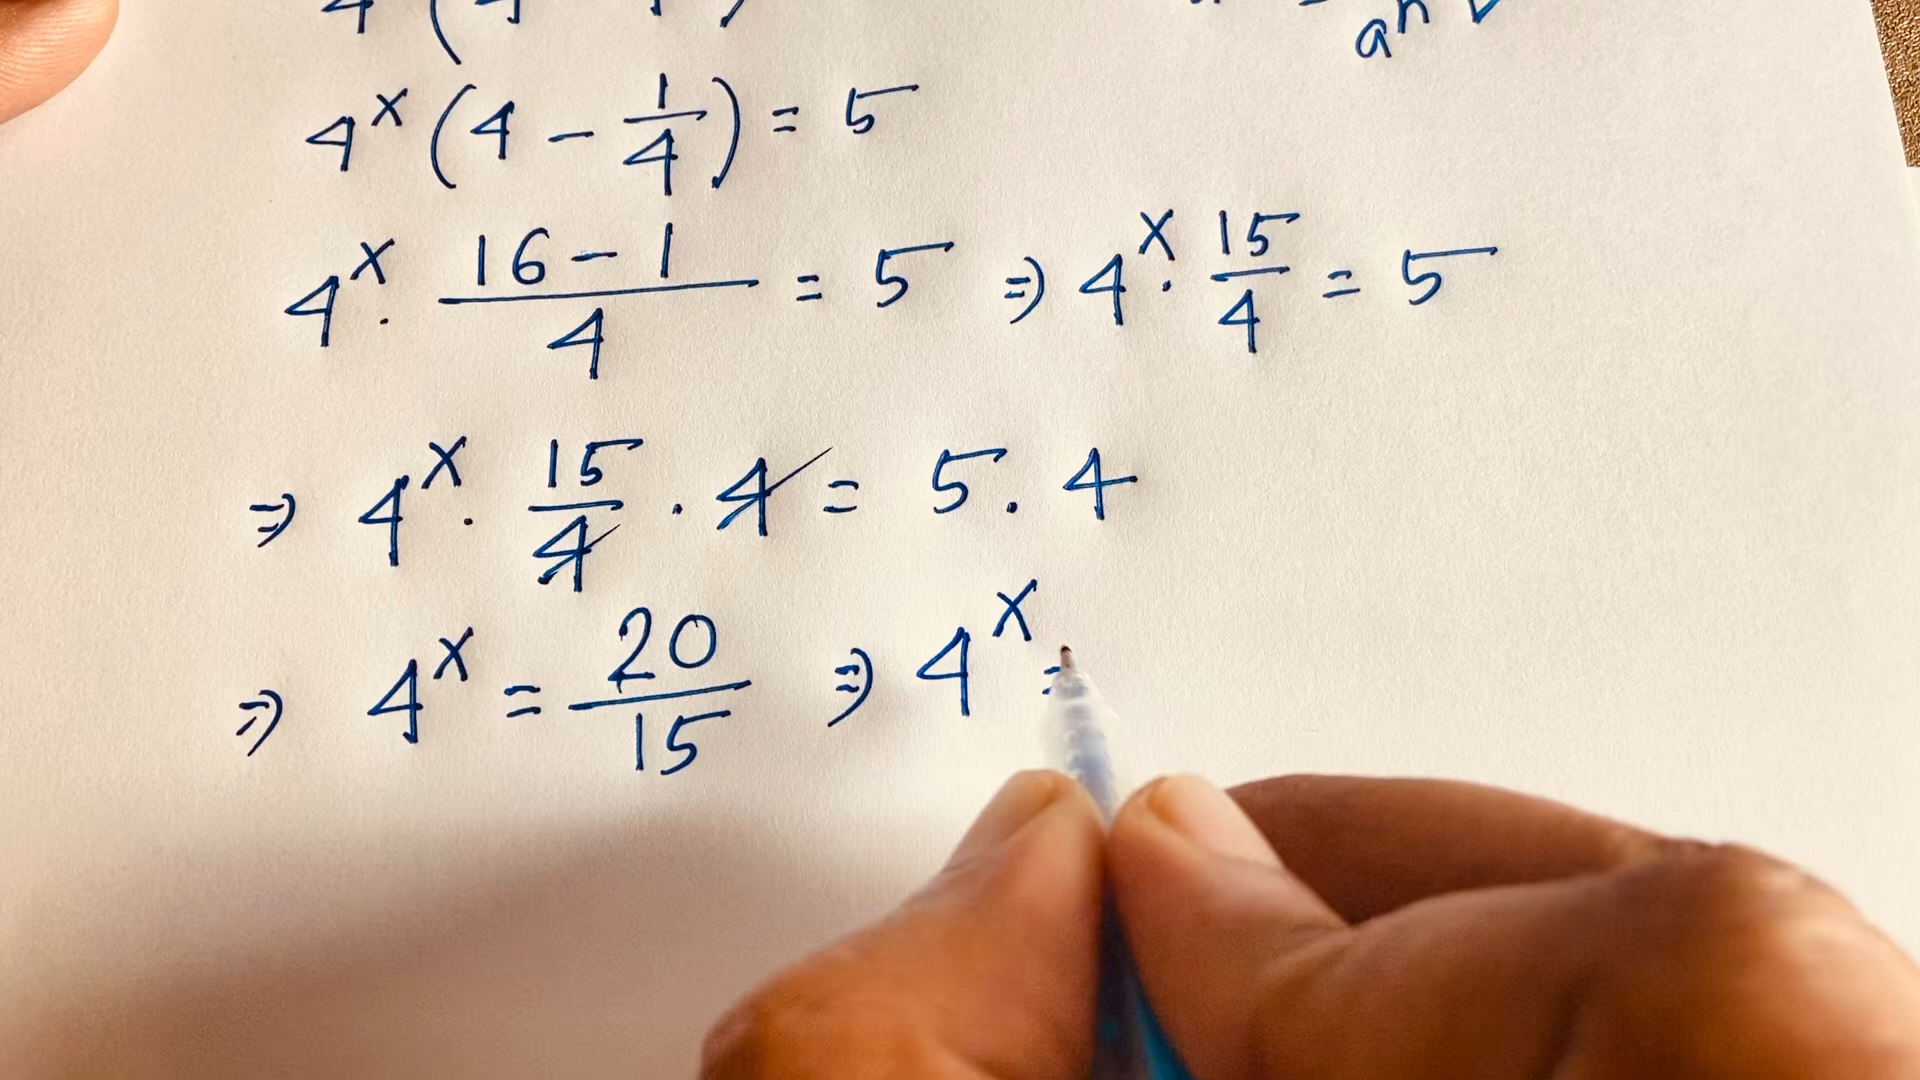 aⁿ
4^x (4 - 1/4) = 5
4^x · (16 - 1)/4 = 5 ⇒ 4^x · 15/4 = 5
⇒ 4^x · 15/4 · 4 = 5 . 4
⇒ 4^x = 20/15 ⇒ 4^x =